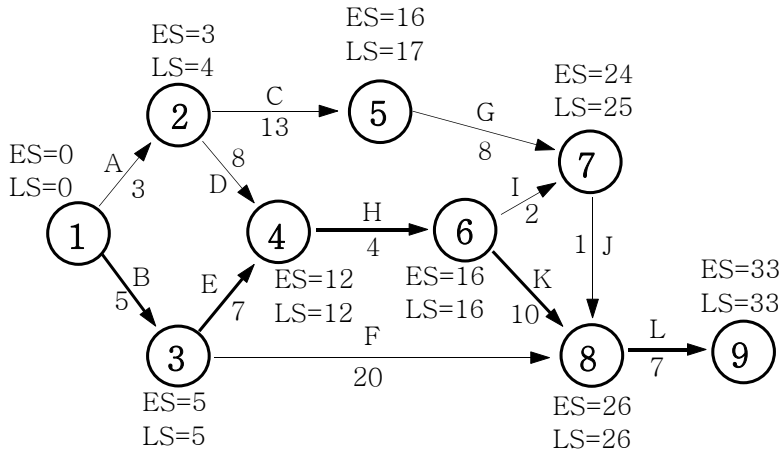 ES=3
LS=4
ES=16
LS=17
ES=24
LS=25
ES=0
LS=0
A
3
2
C
13
5
G
8
7
8
D
1
4
H
4
6
I
2
B
5
E
7
ES=12
LS=12
ES=16
LS=16
K
10
1
J
ES=33
LS=33
3
F
20
8
L
7
9
ES=5
LS=5
ES=26
LS=26